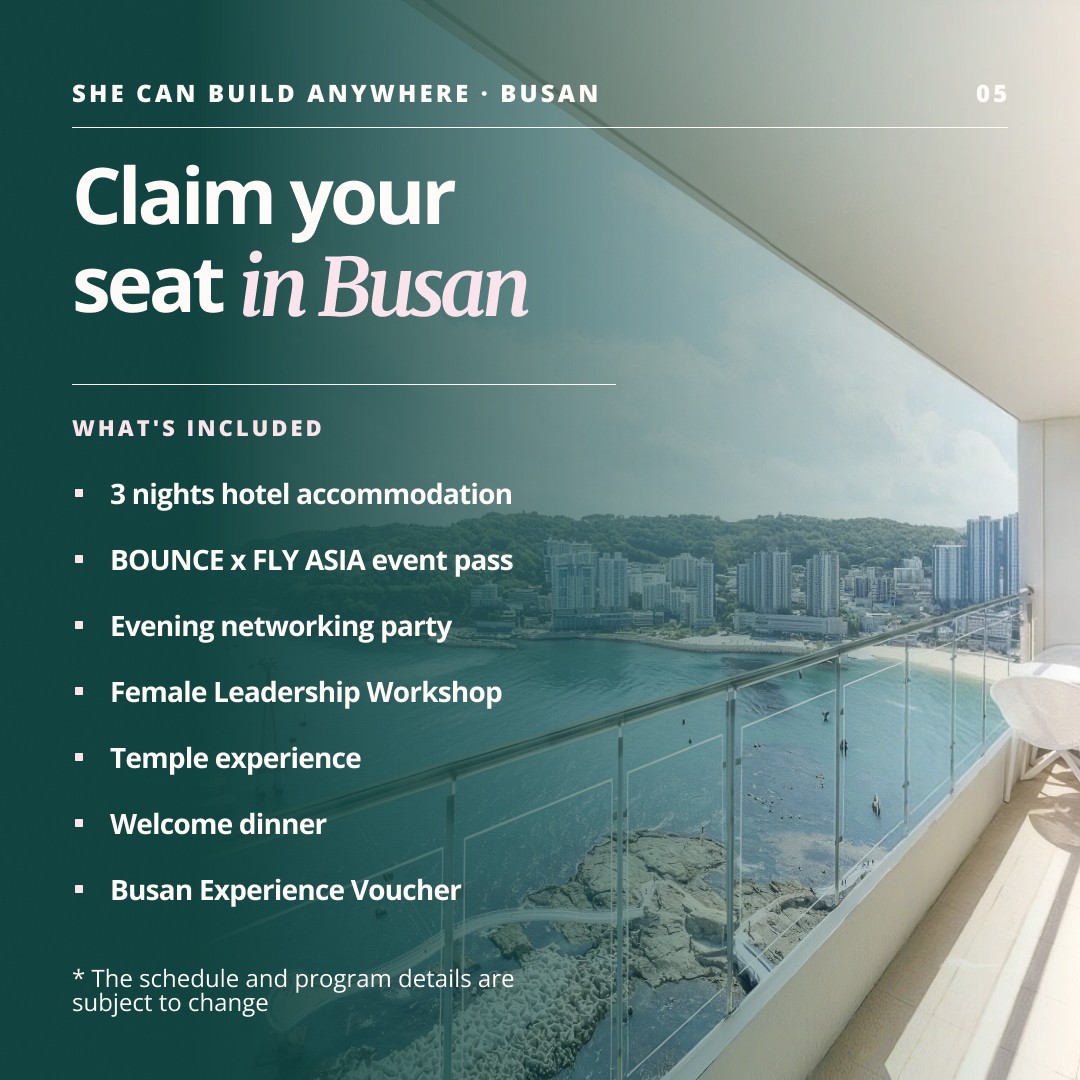 SHE CAN BUILD ANYWHERE · BUSAN
05
Claim your
seat in Busan
WHAT'S INCLUDED
▪ 3 nights hotel accommodation
▪ BOUNCE x FLY ASIA event pass
▪ Evening networking party
▪ Female Leadership Workshop
▪ Temple experience
▪ Welcome dinner
▪ Busan Experience Voucher
* The schedule and program details are
subject to change